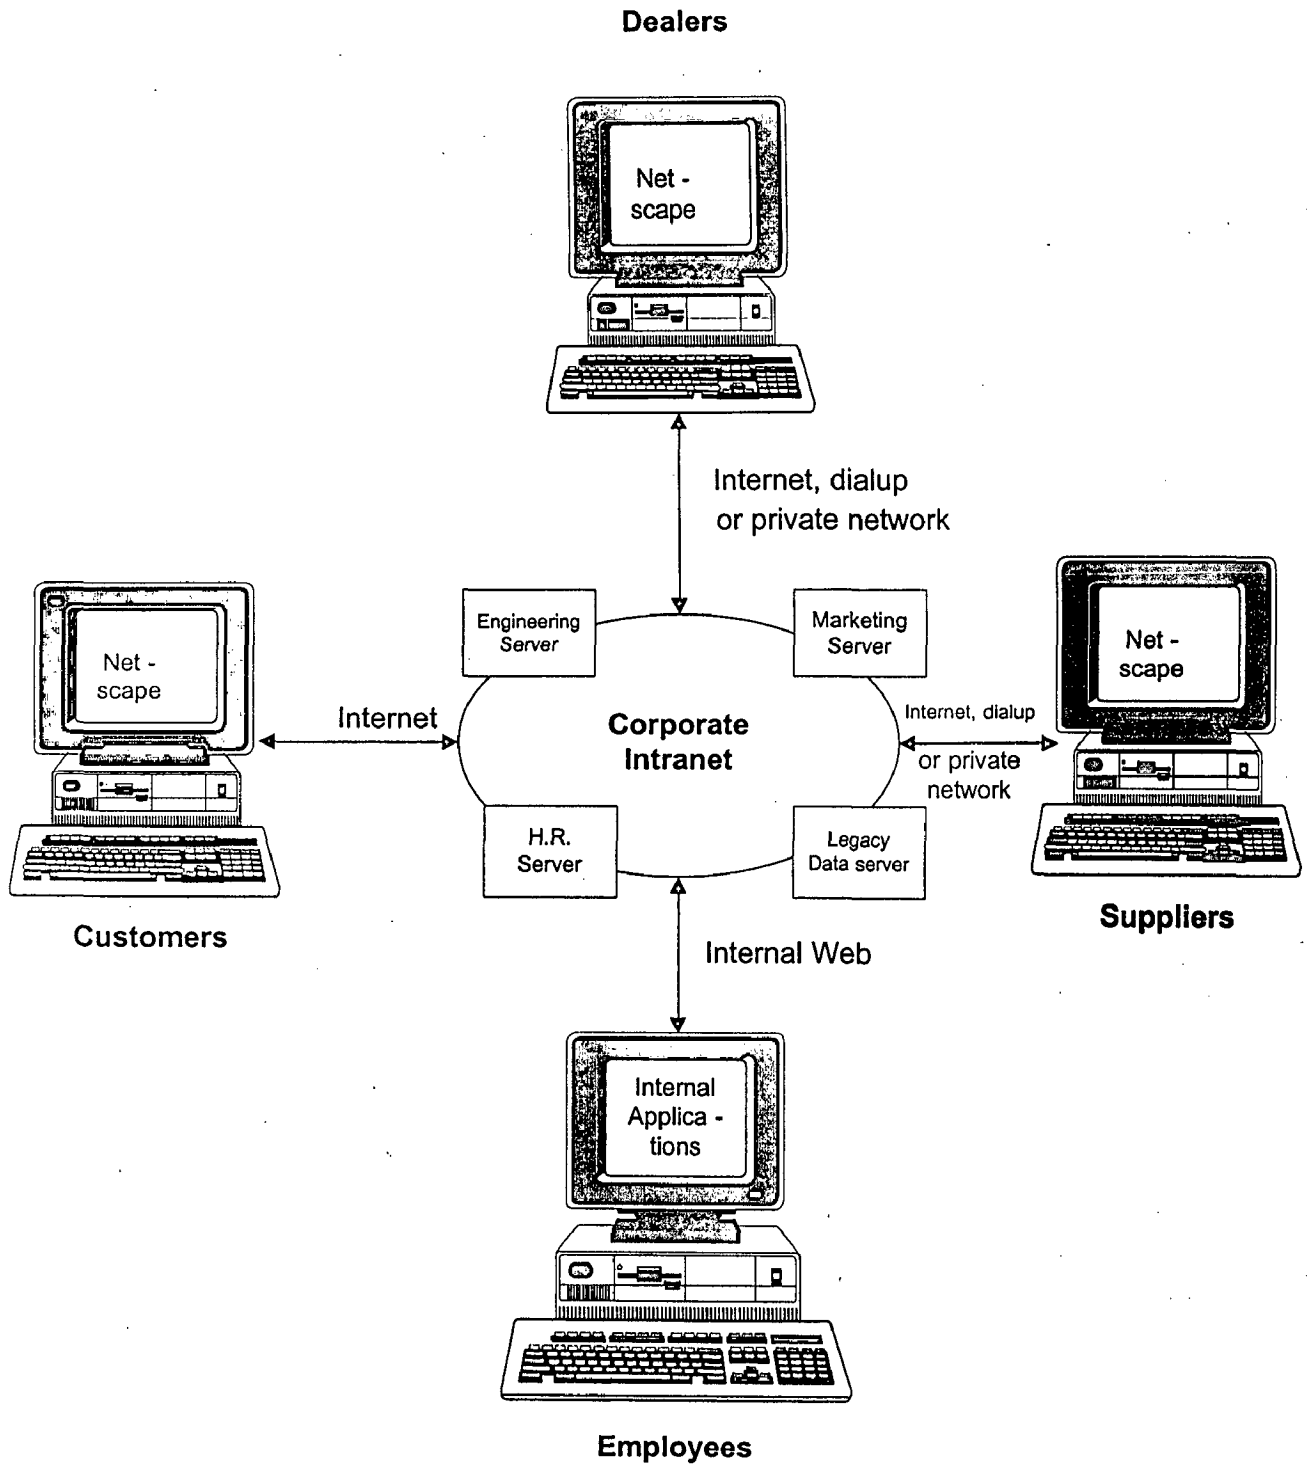 Dealers
Net -
scape
Internet, dialup
or private network
Engineering
Server
Marketing
Server
Net -
scape
Net -
scape
Internet
Corporate
Intranet
Internet, dialup
or private
network
H.R.
Server
Legacy
Data server
Customers
Suppliers
Internal Web
Internal
Applica -
tions
Employees